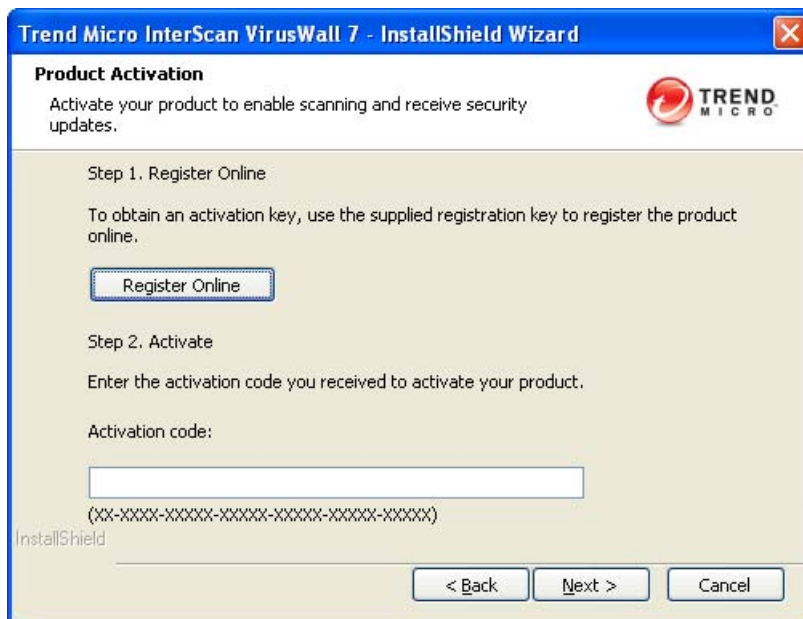 Trend Micro InterScan VirusWall 7 - InstallShield Wizard
Product Activation
Activate your product to enable scanning and receive security
updates.
TREND
MICRO
Step 1. Register Online
To obtain an activation key, use the supplied registration key to register the product
online.
Register Online
Step 2. Activate
Enter the activation code you received to activate your product.
Activation code:
(XX-XXXX-XXXXX-XXXXX-XXXXX-XXXXX-XXXXX)
InstallShield
< Back
Next >
Cancel